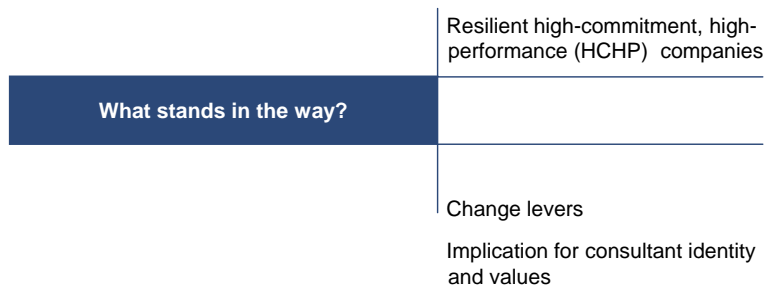 Resilient high-commitment, high-
performance (HCHP) companies
What stands in the way?
Change levers
Implication for consultant identity
and values